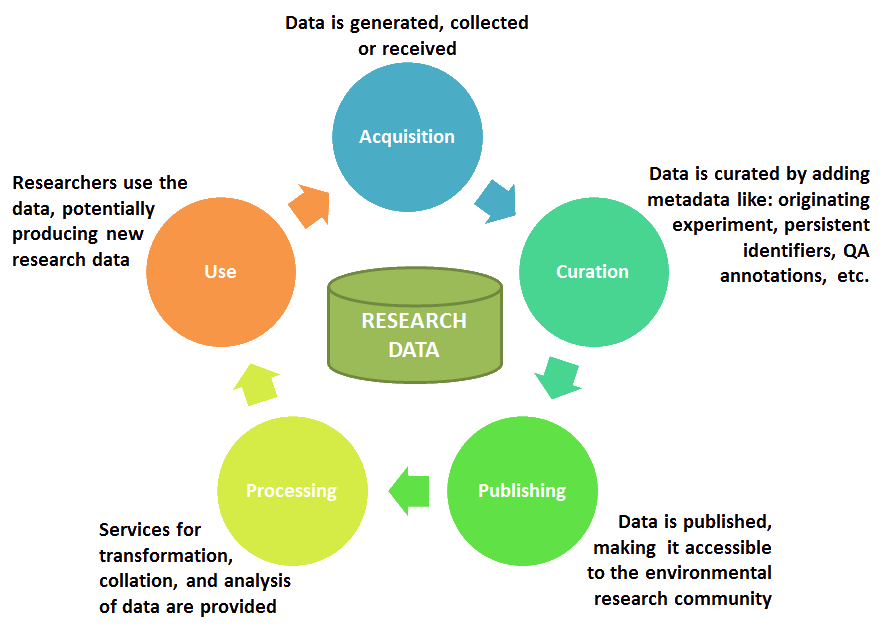 Data is generated, collected
or received
Acquisition
Data is curated by adding
metadata like: originating
experiment, persistent
identifiers, QA
annotations, etc.
Curation
RESEARCH
DATA
Publishing
Data is published,
making it accessible
to the environmental
research community
Processing
Services for
transformation,
collation, and analysis
of data are provided
Use
Researchers use the
data, potentially
producing new
research data